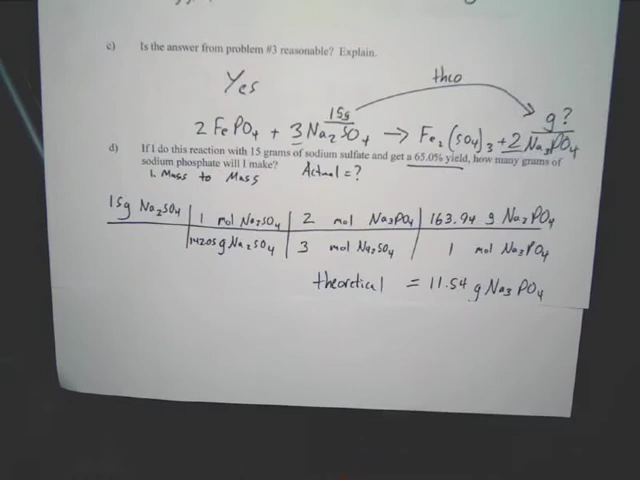 c) Is the answer from problem #3 reasonable? Explain.
Yes
theo
15g
g?
2 FePO4 + 3 Na2SO4 → Fe2(SO4)3 + 2 Na3PO4
d) If I do this reaction with 15 grams of sodium sulfate and get a 65.0% yield, how many grams of
sodium phosphate will I make? Actual = ?
1. Mass to Mass
15g Na2SO4 | 1 mol Na2SO4 | 2 mol Na3PO4 | 163.94 g Na3PO4
142.05 g Na2SO4 | 3 mol Na2SO4 | 1 mol Na3PO4
theoretical = 11.54 g Na3PO4